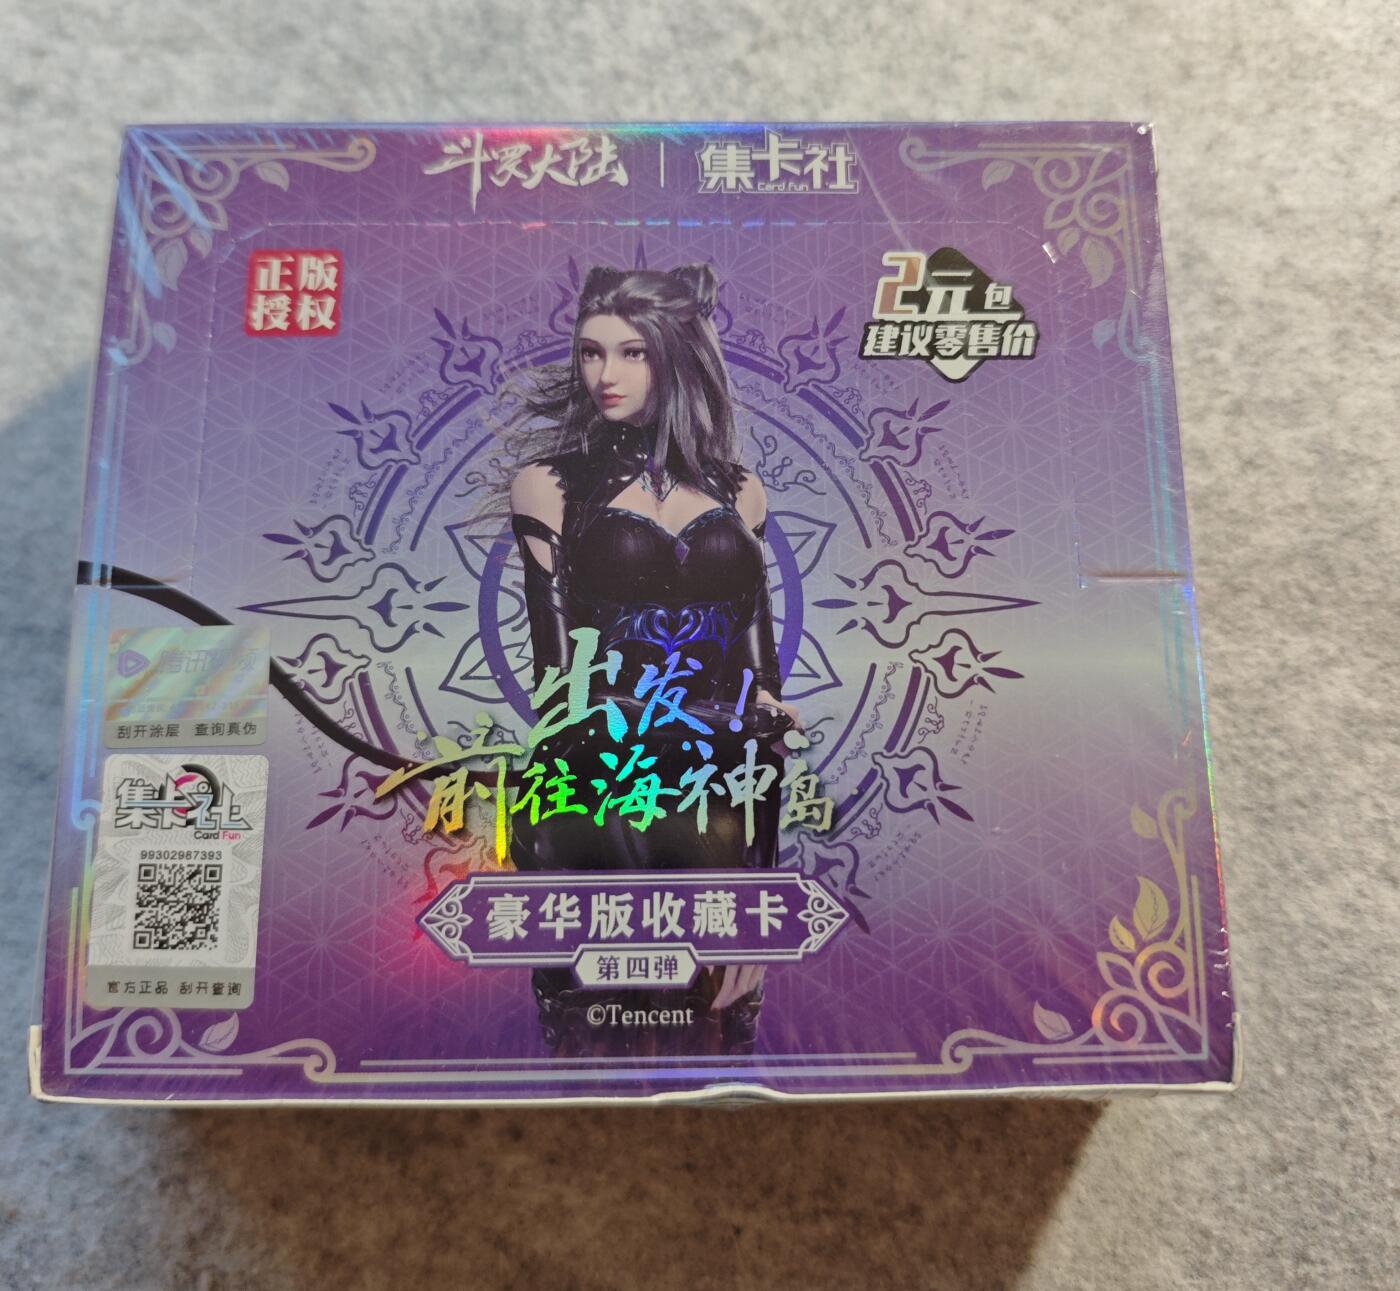 斗罗大陆 | 集卡社
Card Fun
正版
授权
2元包
建议零售价
出发！
前往海神岛
腾讯视频
刮开涂层 查询真伪
集卡社
Card Fun
99302987393
官方正品 刮开查询
豪华版收藏卡
第四弹
©Tencent